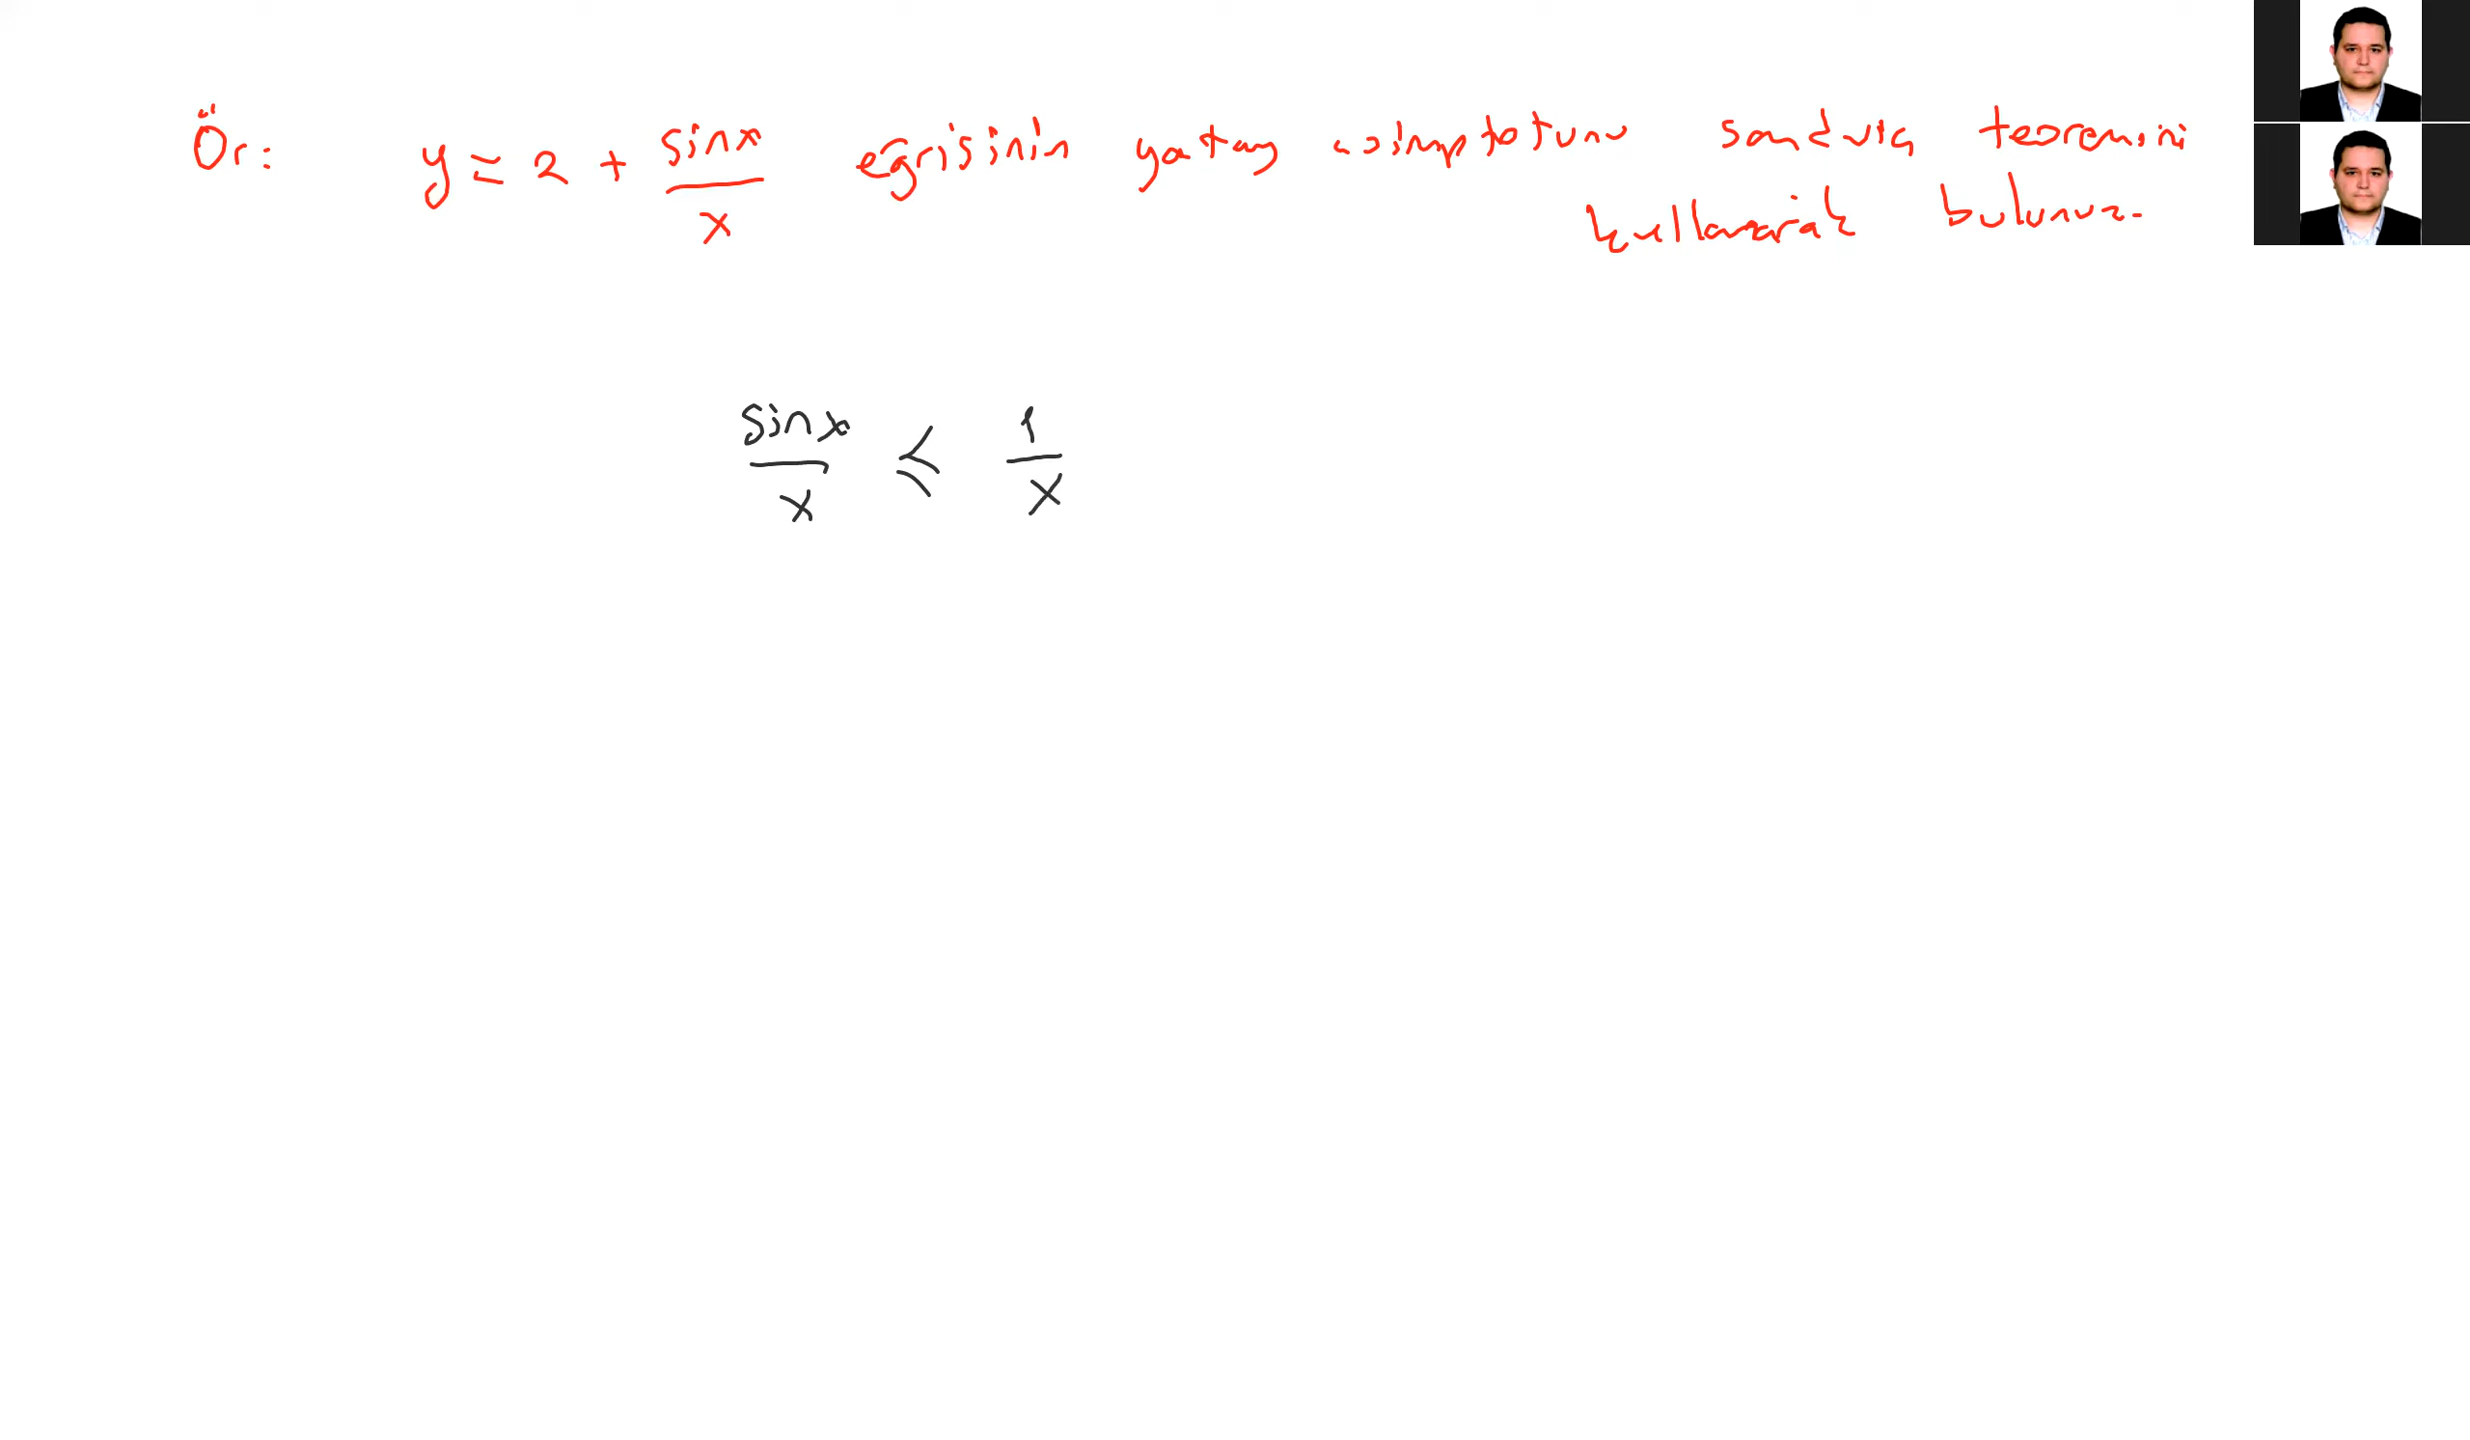 Ör: y = 2 + sinx/x eğrisinin yatay asimptotunu sandviç teoremini
kullanarak bulunuz.
sinx/x ≤ 1/x